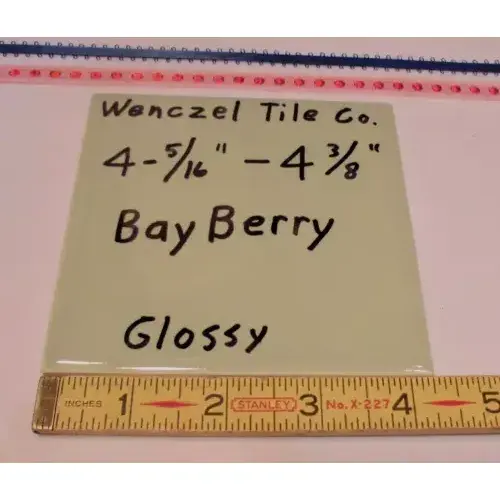 Wenczel Tile Co.
4-5/16" - 4 3/8"
Bay Berry
Glossy
INCHES 1 2 STANLEY 3 No. X-227 4 5